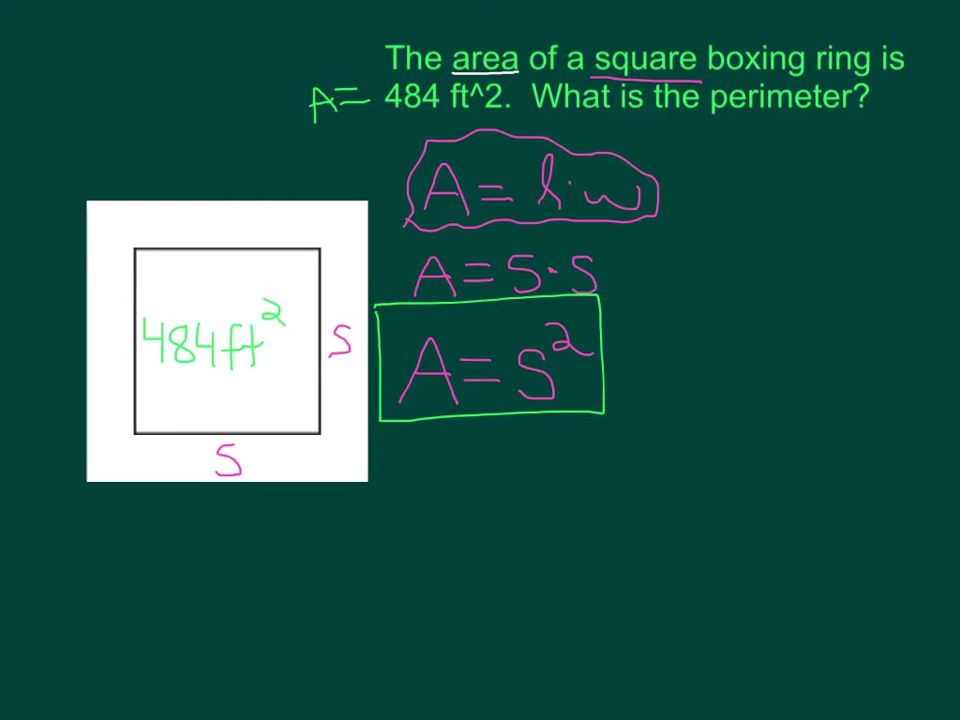 The area of a square boxing ring is
A= 484 ft^2.  What is the perimeter?
A = l·w
A = s·s
A = s²
484ft²
s
s